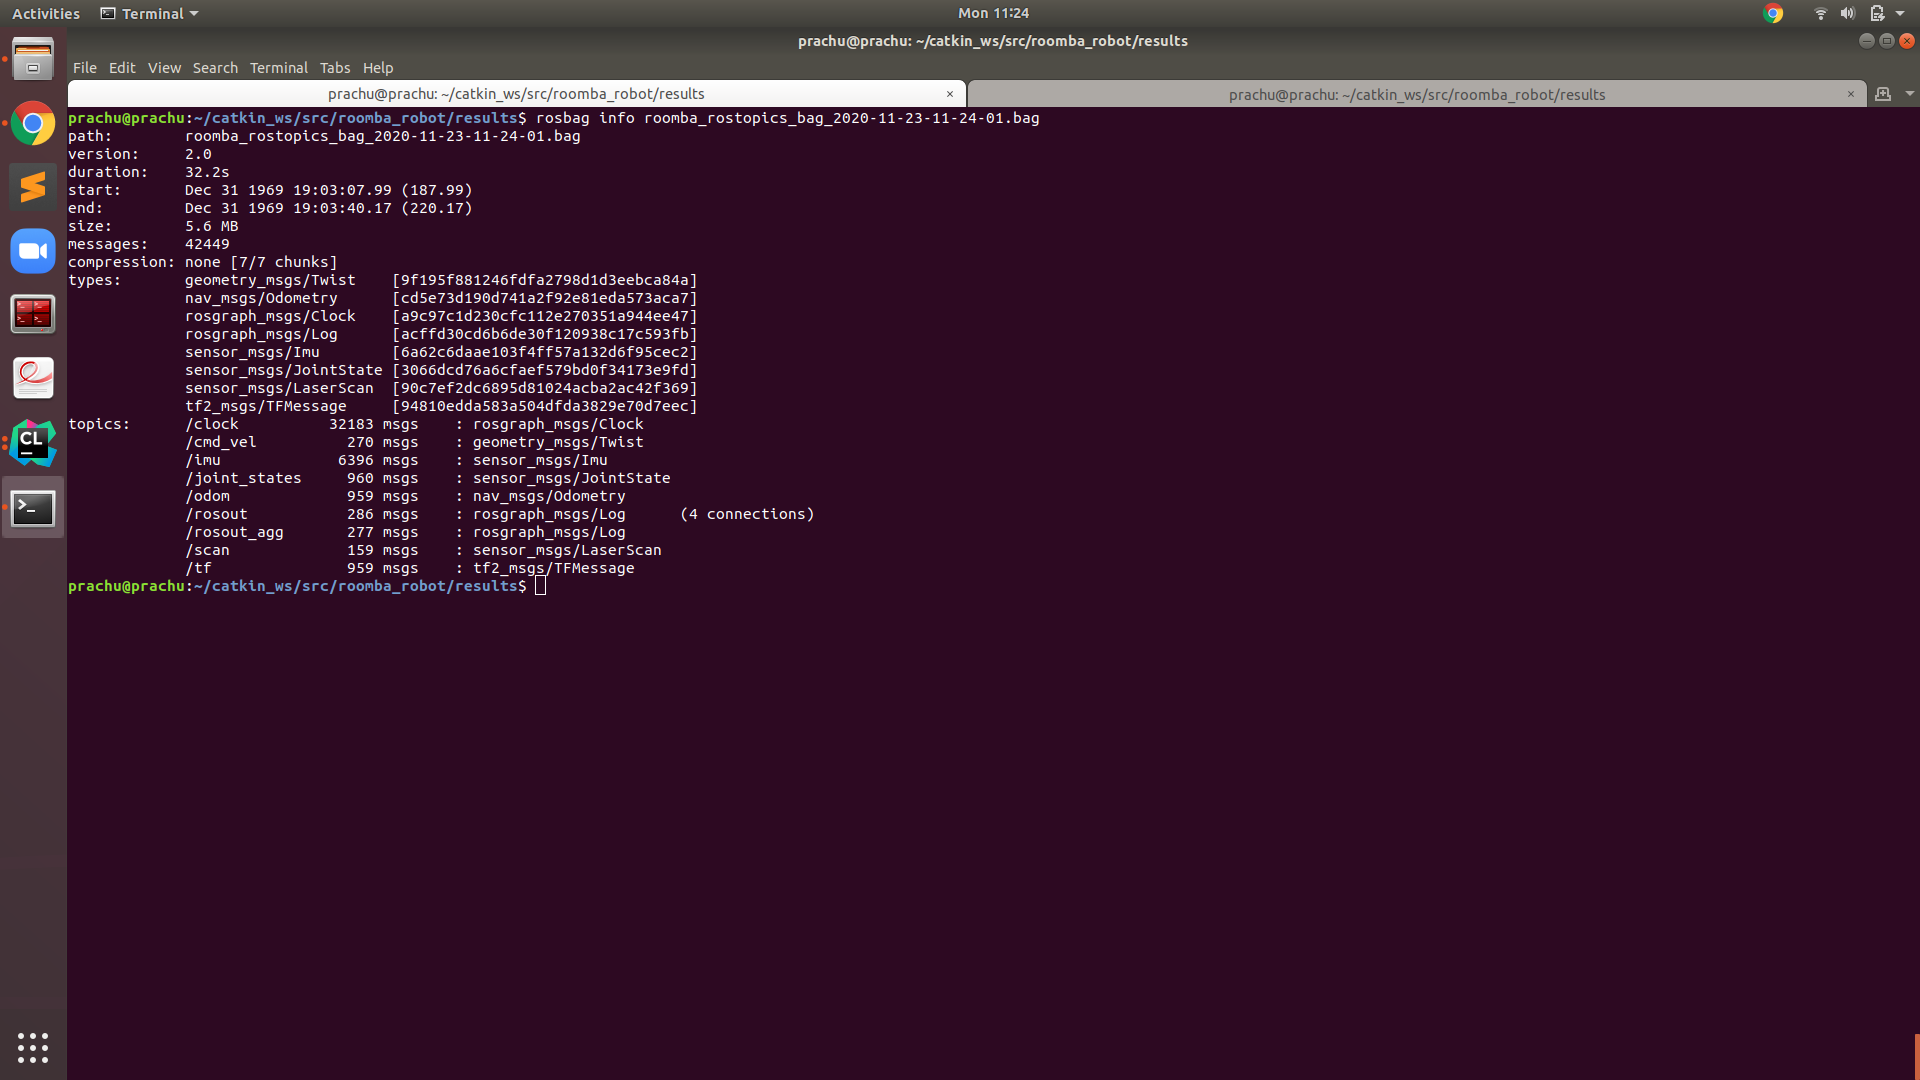 Activities Terminal Mon 11:24
prachu@prachu: ~/catkin_ws/src/roomba_robot/results
File Edit View Search Terminal Tabs Help
prachu@prachu: ~/catkin_ws/src/roomba_robot/results × prachu@prachu: ~/catkin_ws/src/roomba_robot/results ×
prachu@prachu:~/catkin_ws/src/roomba_robot/results$ rosbag info roomba_rostopics_bag_2020-11-23-11-24-01.bag
path:        roomba_rostopics_bag_2020-11-23-11-24-01.bag
version:     2.0
duration:    32.2s
start:       Dec 31 1969 19:03:07.99 (187.99)
end:         Dec 31 1969 19:03:40.17 (220.17)
size:        5.6 MB
messages:    42449
compression: none [7/7 chunks]
types:       geometry_msgs/Twist    [9f195f881246fdfa2798d1d3eebca84a]
             nav_msgs/Odometry      [cd5e73d190d741a2f92e81eda573aca7]
             rosgraph_msgs/Clock    [a9c97c1d230cfc112e270351a944ee47]
             rosgraph_msgs/Log      [acffd30cd6b6de30f120938c17c593fb]
             sensor_msgs/Imu        [6a62c6daae103f4ff57a132d6f95cec2]
             sensor_msgs/JointState [3066dcd76a6cfaef579bd0f34173e9fd]
             sensor_msgs/LaserScan  [90c7ef2dc6895d81024acba2ac42f369]
             tf2_msgs/TFMessage     [94810edda583a504dfda3829e70d7eec]
topics:      /clock          32183 msgs    : rosgraph_msgs/Clock
             /cmd_vel          270 msgs    : geometry_msgs/Twist
             /imu             6396 msgs    : sensor_msgs/Imu
             /joint_states     960 msgs    : sensor_msgs/JointState
             /odom             959 msgs    : nav_msgs/Odometry
             /rosout           286 msgs    : rosgraph_msgs/Log      (4 connections)
             /rosout_agg       277 msgs    : rosgraph_msgs/Log
             /scan             159 msgs    : sensor_msgs/LaserScan
             /tf               959 msgs    : tf2_msgs/TFMessage
prachu@prachu:~/catkin_ws/src/roomba_robot/results$
CL